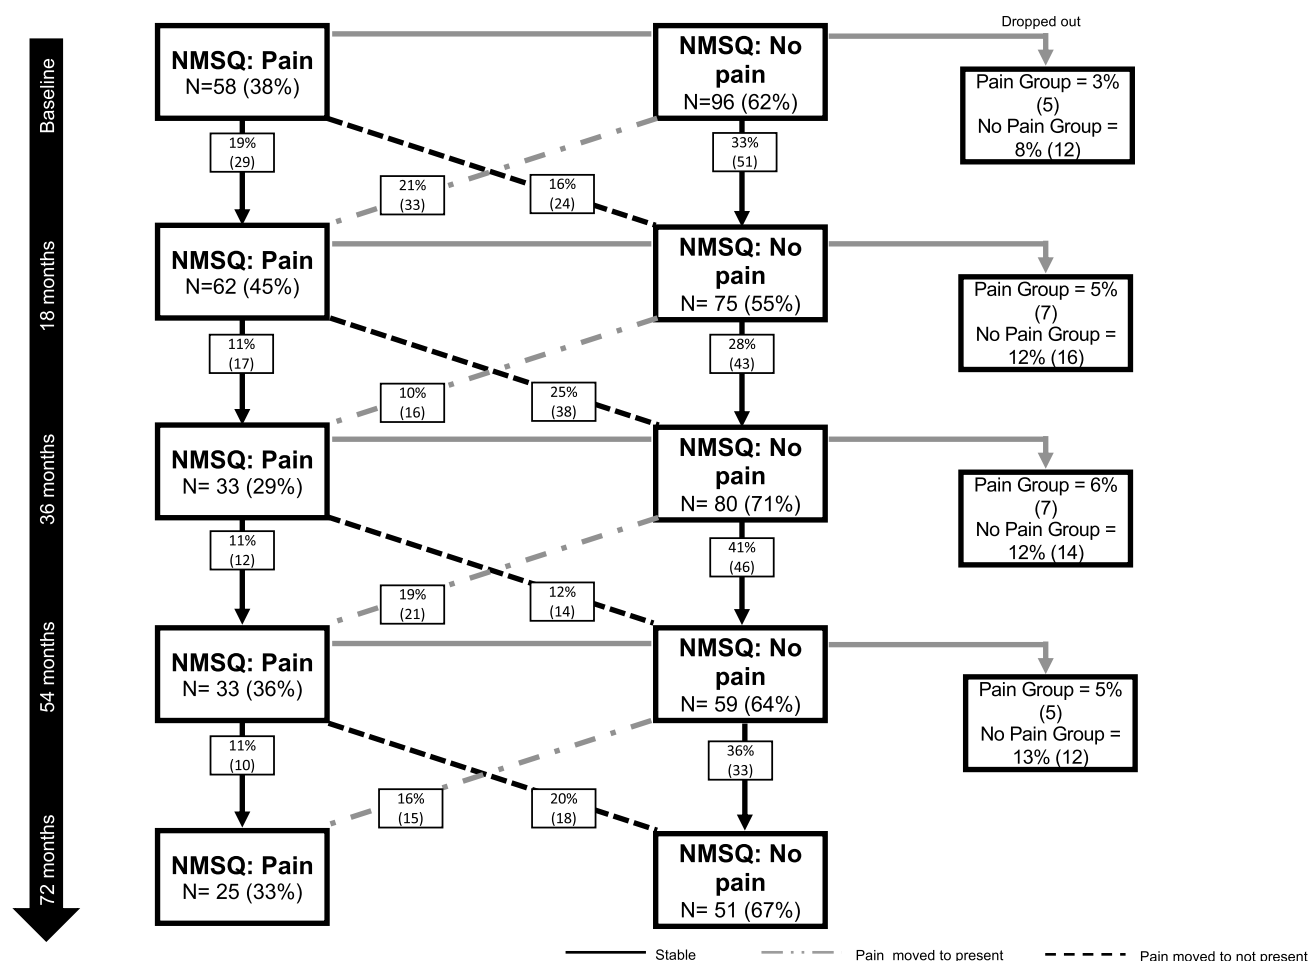 Dropped out
Baseline
NMSQ: Pain
N=58 (38%)
NMSQ: No
pain
N=96 (62%)
Pain Group = 3%
(5)
No Pain Group =
8% (12)
19%
(29)
33%
(51)
21%
(33)
16%
(24)
18 months
NMSQ: Pain
N=62 (45%)
NMSQ: No
pain
N= 75 (55%)
Pain Group = 5%
(7)
No Pain Group =
12% (16)
11%
(17)
28%
(43)
10%
(16)
25%
(38)
36 months
NMSQ: Pain
N= 33 (29%)
NMSQ: No
pain
N= 80 (71%)
Pain Group = 6%
(7)
No Pain Group =
12% (14)
11%
(12)
41%
(46)
19%
(21)
12%
(14)
54 months
NMSQ: Pain
N= 33 (36%)
NMSQ: No
pain
N= 59 (64%)
Pain Group = 5%
(5)
No Pain Group =
13% (12)
11%
(10)
36%
(33)
16%
(15)
20%
(18)
72 months
NMSQ: Pain
N= 25 (33%)
NMSQ: No
pain
N= 51 (67%)
Stable
Pain moved to present
Pain moved to not present